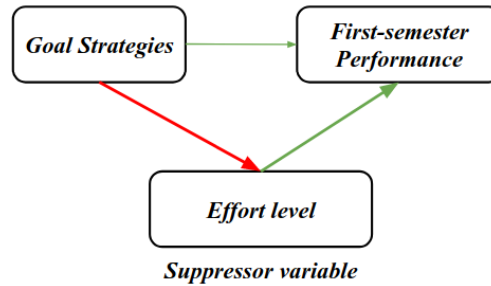 Goal Strategies
First-semester
Performance
Effort level
Suppressor variable